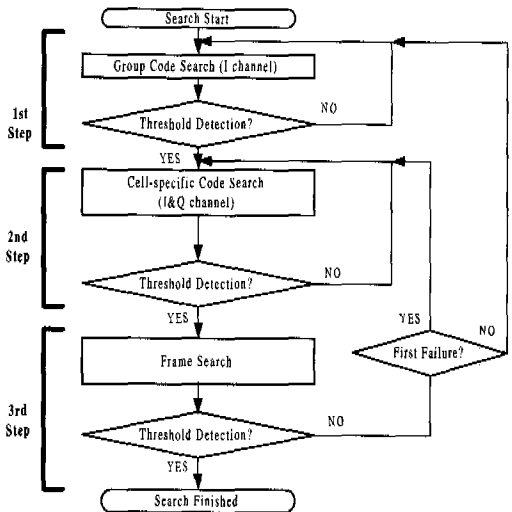 Search Start
Group Code Search (I channel)
NO
1st
Step
Threshold Detection?
YES
Cell-specific Code Search
(I&Q channel)
2nd
Step
NO
Threshold Detection?
YES
YES
NO
Frame Search
First Failure?
3rd
Step
NO
Threshold Detection?
YES
Search Finished